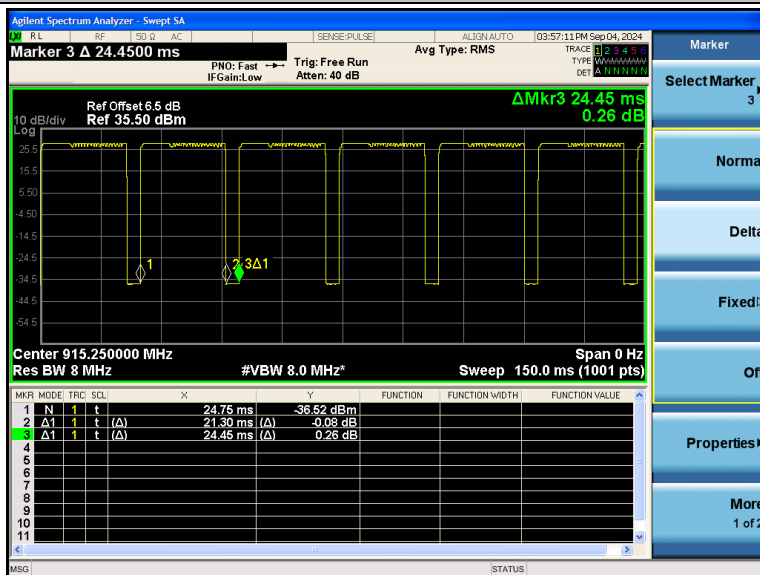 Agilent Spectrum Analyzer - Swept SA
LXI RL RF 50 Ω AC SENSE:PULSE ALIGN AUTO 03:57:11 PM Sep 04, 2024
Marker 3 Δ 24.4500 ms
PNO: Fast
IFGain:Low
Trig: Free Run
Atten: 40 dB
Avg Type: RMS
TRACE 1 2 3 4 5 6
TYPE WWWWWW
DET A N N N N N
Marker
Select Marker
3
Norma
Delta
Fixed
Of
Properties
More
1 of 2
Ref Offset 6.5 dB
Ref 35.50 dBm
10 dB/div
Log
ΔMkr3 24.45 ms
0.26 dB
25.5
15.5
5.50
-4.50
-14.5
-24.5
-34.5
-44.5
-54.5
1
2 3Δ1
Center 915.250000 MHz
Span 0 Hz
Res BW 8 MHz
#VBW 8.0 MHz*
Sweep 150.0 ms (1001 pts)
MKR MODE TRC SCL X Y FUNCTION FUNCTION WIDTH FUNCTION VALUE
1 N 1 t 24.75 ms -36.52 dBm
2 Δ1 1 t (Δ) 21.30 ms (Δ) -0.08 dB
3 Δ1 1 t (Δ) 24.45 ms (Δ) 0.26 dB
4
5
6
7
8
9
10
11
MSG
STATUS